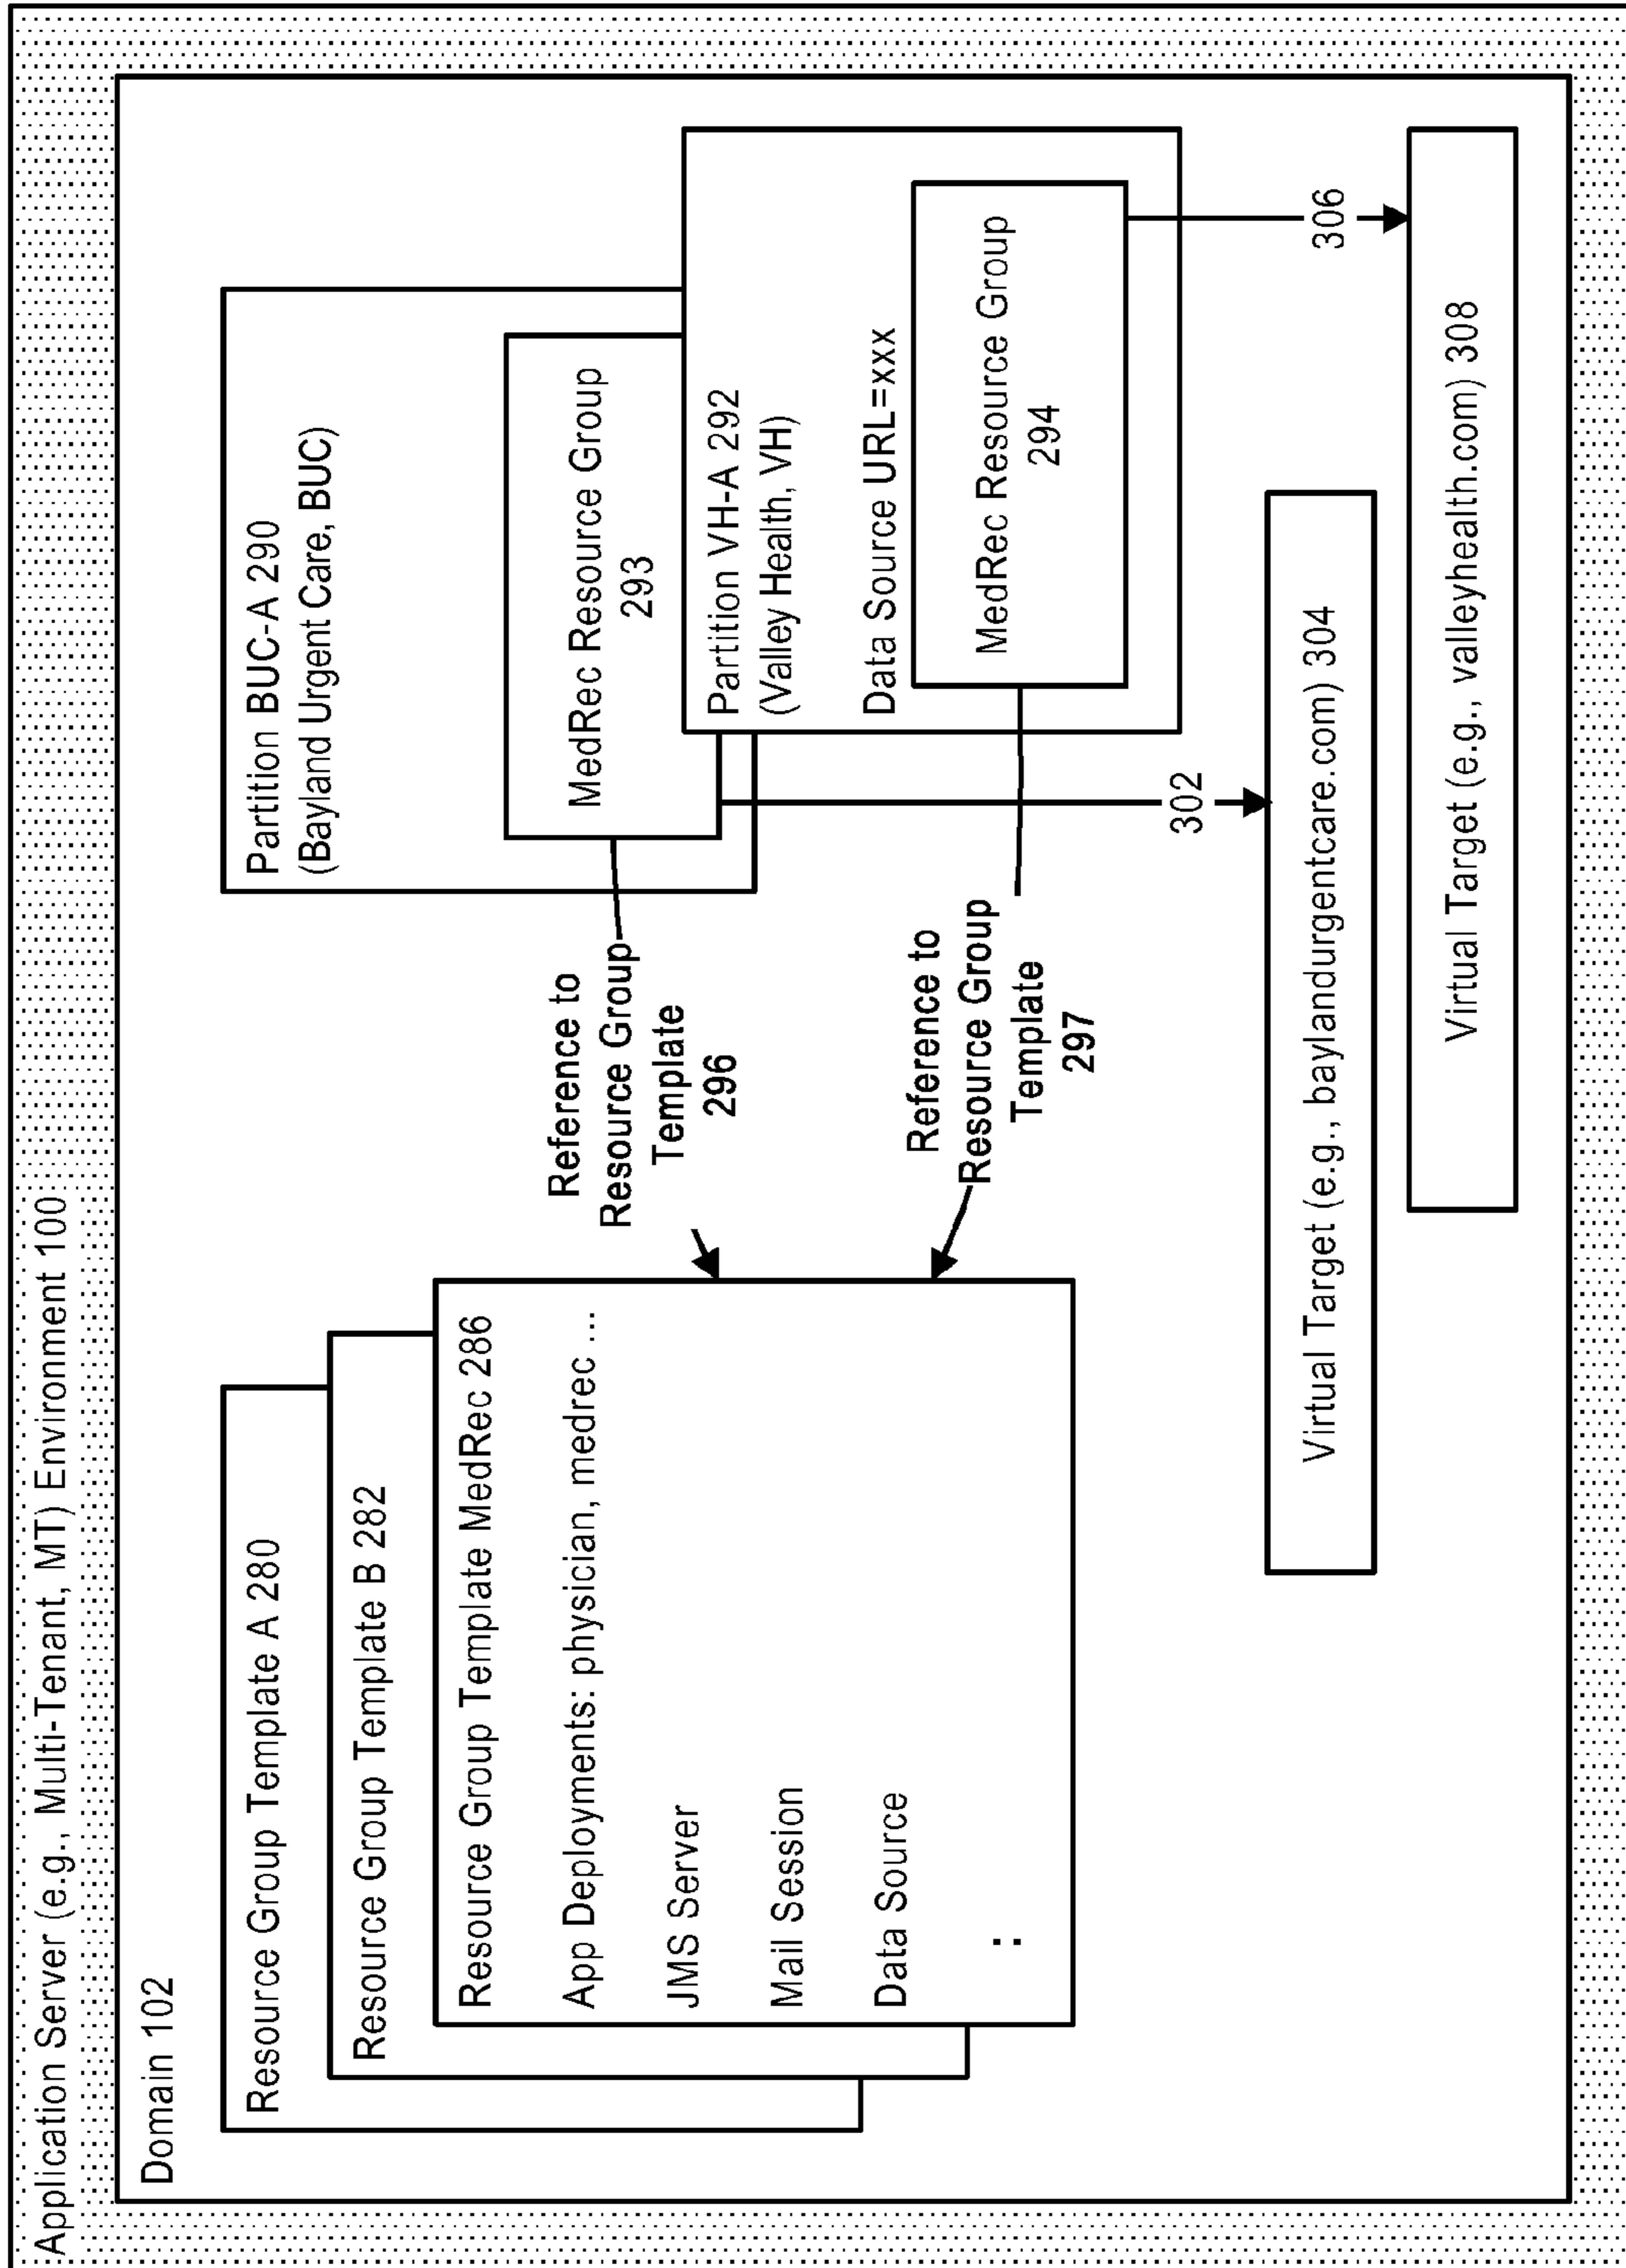 Application Server (e.g., Multi-Tenant, MT) Environment 100
Domain 102
Resource Group Template A 280
Resource Group Template B 282
Resource Group Template MedRec 286
App Deployments: physician, medrec ...
JMS Server
Mail Session
Data Source
:
Reference to
Resource Group
Template
296
Reference to
Resource Group
Template
297
Partition BUC-A 290
(Bayland Urgent Care, BUC)
MedRec Resource Group
293
Partition VH-A 292
(Valley Health, VH)
Data Source URL=xxx
MedRec Resource Group
294
302
306
Virtual Target (e.g., baylandurgentcare.com) 304
Virtual Target (e.g., valleyhealth.com) 308